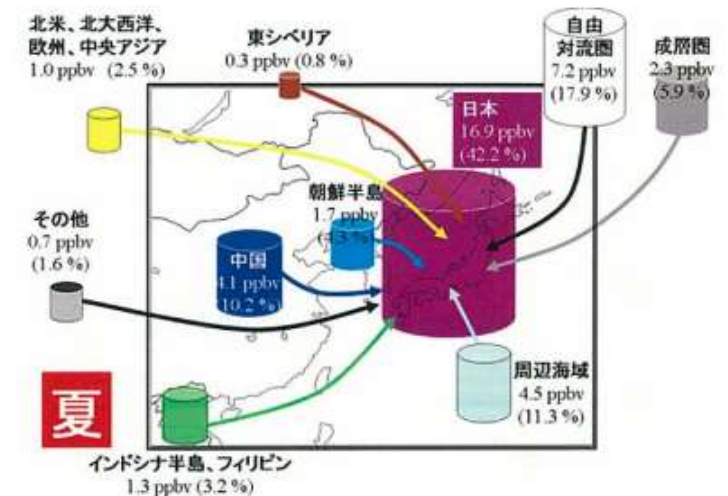 北米、北大西洋、
欧州、中央アジア
1.0 ppbv (2.5 %)
東シベリア
0.3 ppbv (0.8 %)
自由
対流圏
7.2 ppbv
(17.9 %)
成層圏
2.3 ppbv
(5.9 %)
日本
16.9 ppbv
(42.2 %)
朝鮮半島
1.7 ppbv
(4.3 %)
その他
0.7 ppbv
(1.6 %)
中国
4.1 ppbv
(10.2 %)
周辺海域
4.5 ppbv
(11.3 %)
夏
インドシナ半島、フィリピン
1.3 ppbv (3.2 %)